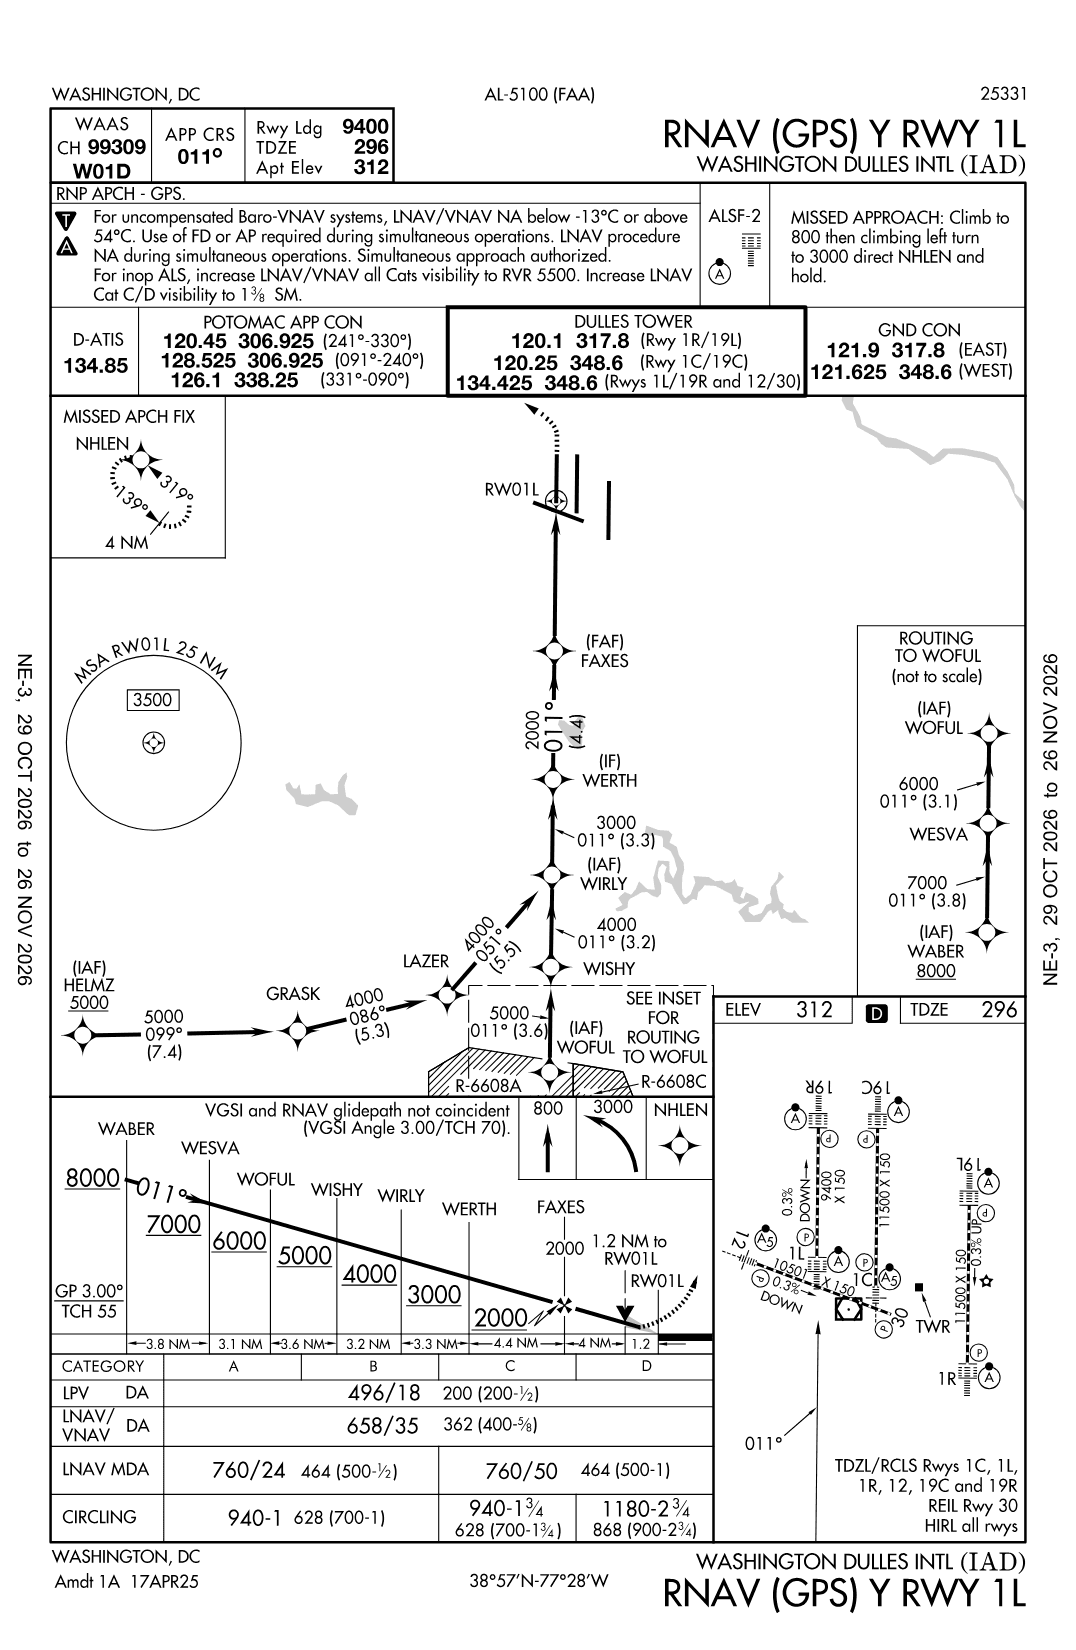 WASHINGTON, DC
AL-5100 (FAA)
25331
WAAS
CH 99309
W01D
APP CRS
011°
Rwy Ldg 9400
TDZE 296
Apt Elev 312
RNAV (GPS) Y RWY 1L
WASHINGTON DULLES INTL (IAD)
RNP APCH - GPS.
T
A
For uncompensated Baro-VNAV systems, LNAV/VNAV NA below -13°C or above
54°C. Use of FD or AP required during simultaneous operations. LNAV procedure
NA during simultaneous operations. Simultaneous approach authorized.
For inop ALS, increase LNAV/VNAV all Cats visibility to RVR 5500. Increase LNAV
Cat C/D visibility to 1⅜ SM.
ALSF-2
A
MISSED APPROACH: Climb to
800 then climbing left turn
to 3000 direct NHLEN and
hold.
D-ATIS
134.85
POTOMAC APP CON
120.45 306.925 (241°-330°)
128.525 306.925 (091°-240°)
126.1 338.25 (331°-090°)
DULLES TOWER
120.1 317.8 (Rwy 1R/19L)
120.25 348.6 (Rwy 1C/19C)
134.425 348.6 (Rwys 1L/19R and 12/30)
GND CON
121.9 317.8 (EAST)
121.625 348.6 (WEST)
MISSED APCH FIX
NHLEN
319°
139°
4 NM
RW01L
MSA RW01L 25 NM
3500
(FAF)
FAXES
2000
011°
(4.4)
(IF)
WERTH
3000
011° (3.3)
(IAF)
WIRLY
4000
011° (3.2)
WISHY
4000
051°
(5.5)
LAZER
(IAF)
HELMZ
5000
5000
099°
(7.4)
GRASK
4000
086°
(5.3)
5000
011° (3.6)
(IAF)
WOFUL
SEE INSET
FOR
ROUTING
TO WOFUL
R-6608A
R-6608C
ROUTING
TO WOFUL
(not to scale)
(IAF)
WOFUL
6000
011° (3.1)
WESVA
7000
011° (3.8)
(IAF)
WABER
8000
NE-3, 29 OCT 2026 to 26 NOV 2026
NE-3, 29 OCT 2026 to 26 NOV 2026
VGSI and RNAV glidepath not coincident
(VGSI Angle 3.00/TCH 70).
800
3000
NHLEN
WABER
WESVA
WOFUL
WISHY
WIRLY
WERTH
FAXES
8000
011°
7000
6000
5000
4000
3000
2000
2000
1.2 NM to
RW01L
RW01L
GP 3.00°
TCH 55
3.8 NM
3.1 NM
3.6 NM
3.2 NM
3.3 NM
4.4 NM
4 NM
1.2
CATEGORY A B C D
LPV DA 496/18 200 (200-½)
LNAV/
VNAV DA 658/35 362 (400-⅝)
LNAV MDA 760/24 464 (500-½) 760/50 464 (500-1)
CIRCLING 940-1 628 (700-1)
940-1¾
628 (700-1¾)
1180-2¾
868 (900-2¾)
ELEV 312
D
TDZE 296
19R
19C
A
A
P
P
0.3%
DOWN
9400
X 150
11500 X 150
19L
A
P
0.3% UP
11500 X 150
12
A5
P
P
1L
A
P
1C
A5
10501 X 150
0.3%
DOWN
30
P
TWR
P
1R
A
011°
TDZL/RCLS Rwys 1C, 1L,
1R, 12, 19C and 19R
REIL Rwy 30
HIRL all rwys
WASHINGTON, DC
Amdt 1A 17APR25
38°57'N-77°28'W
WASHINGTON DULLES INTL (IAD)
RNAV (GPS) Y RWY 1L